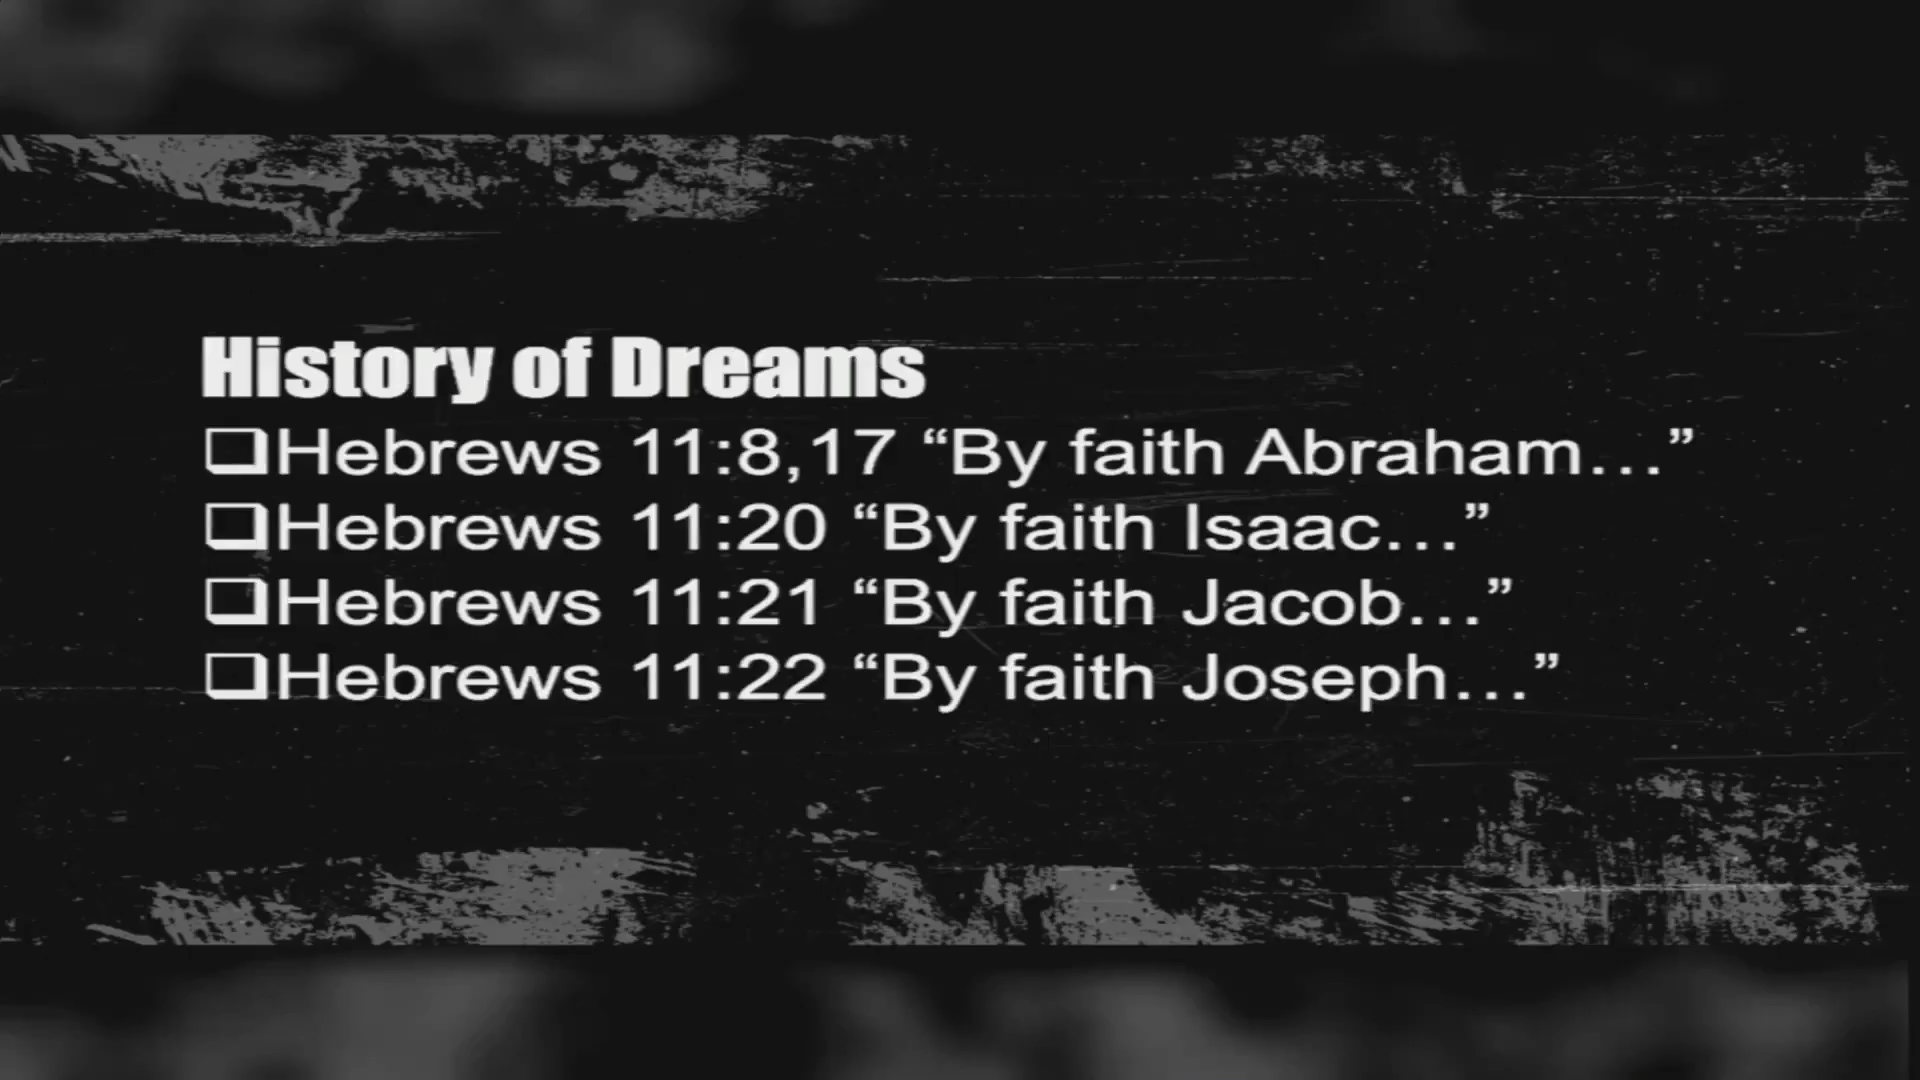 History of Dreams
❑Hebrews 11:8,17 “By faith Abraham…”
❑Hebrews 11:20 “By faith Isaac…”
❑Hebrews 11:21 “By faith Jacob…”
❑Hebrews 11:22 “By faith Joseph…”